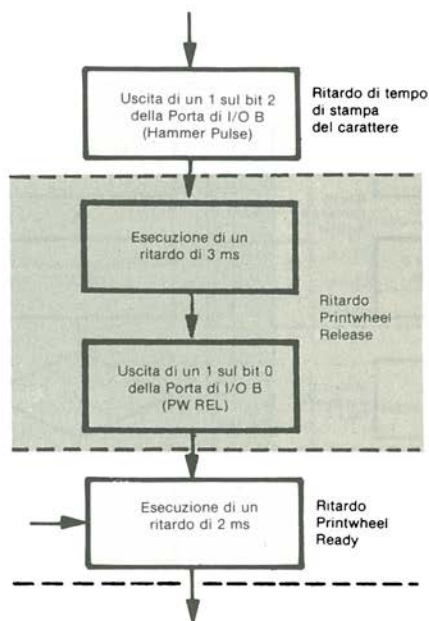 Uscita di un 1 sul bit 2
della Porta di I/O B
(Hammer Pulse)
Ritardo di tempo
di stampa
del carattere
Esecuzione di un
ritardo di 3 ms
Ritardo
Printwheel
Release
Uscita di un 1 sul bit 0
della Porta di I/O B
(PW REL)
Esecuzione di un
ritardo di 2 ms
Ritardo
Printwheel
Ready